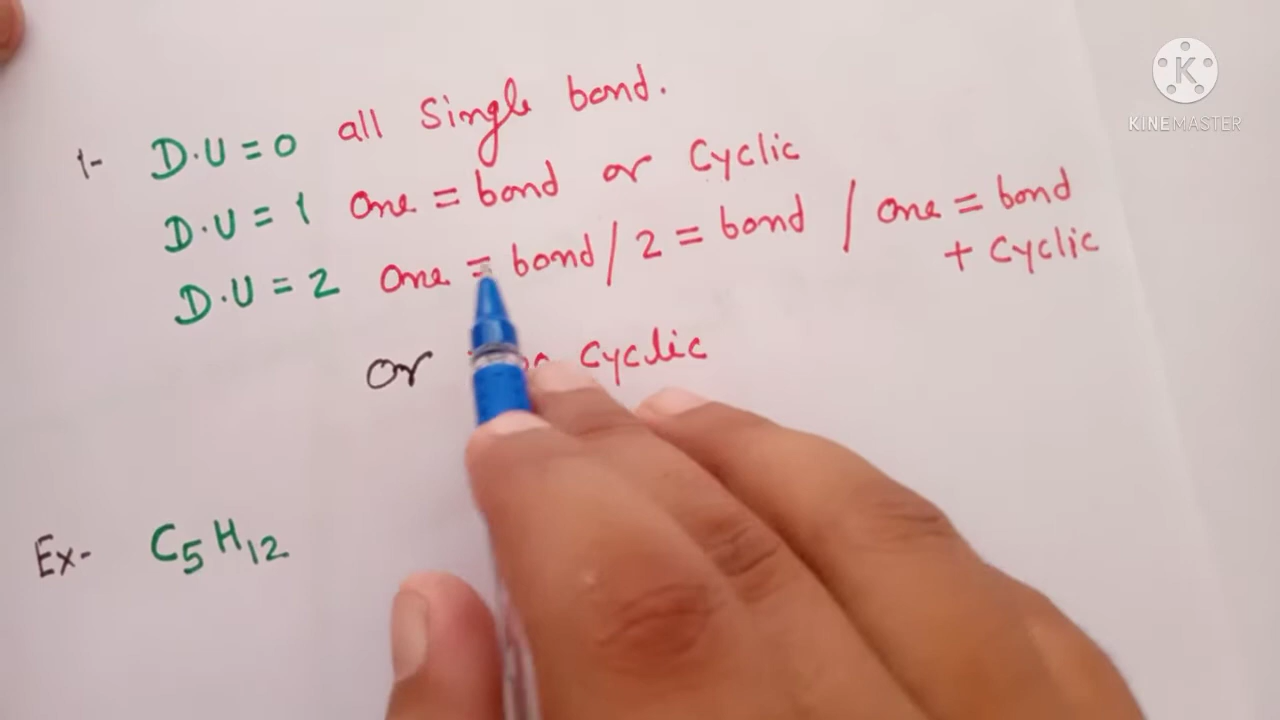 1- D.U = 0 all Single bond.
D.U = 1 One = bond or Cyclic
D.U = 2 One = bond / 2 = bond / One = bond
+ Cyclic
or Cyclic
Ex- C₅H₁₂
K
KINEMASTER